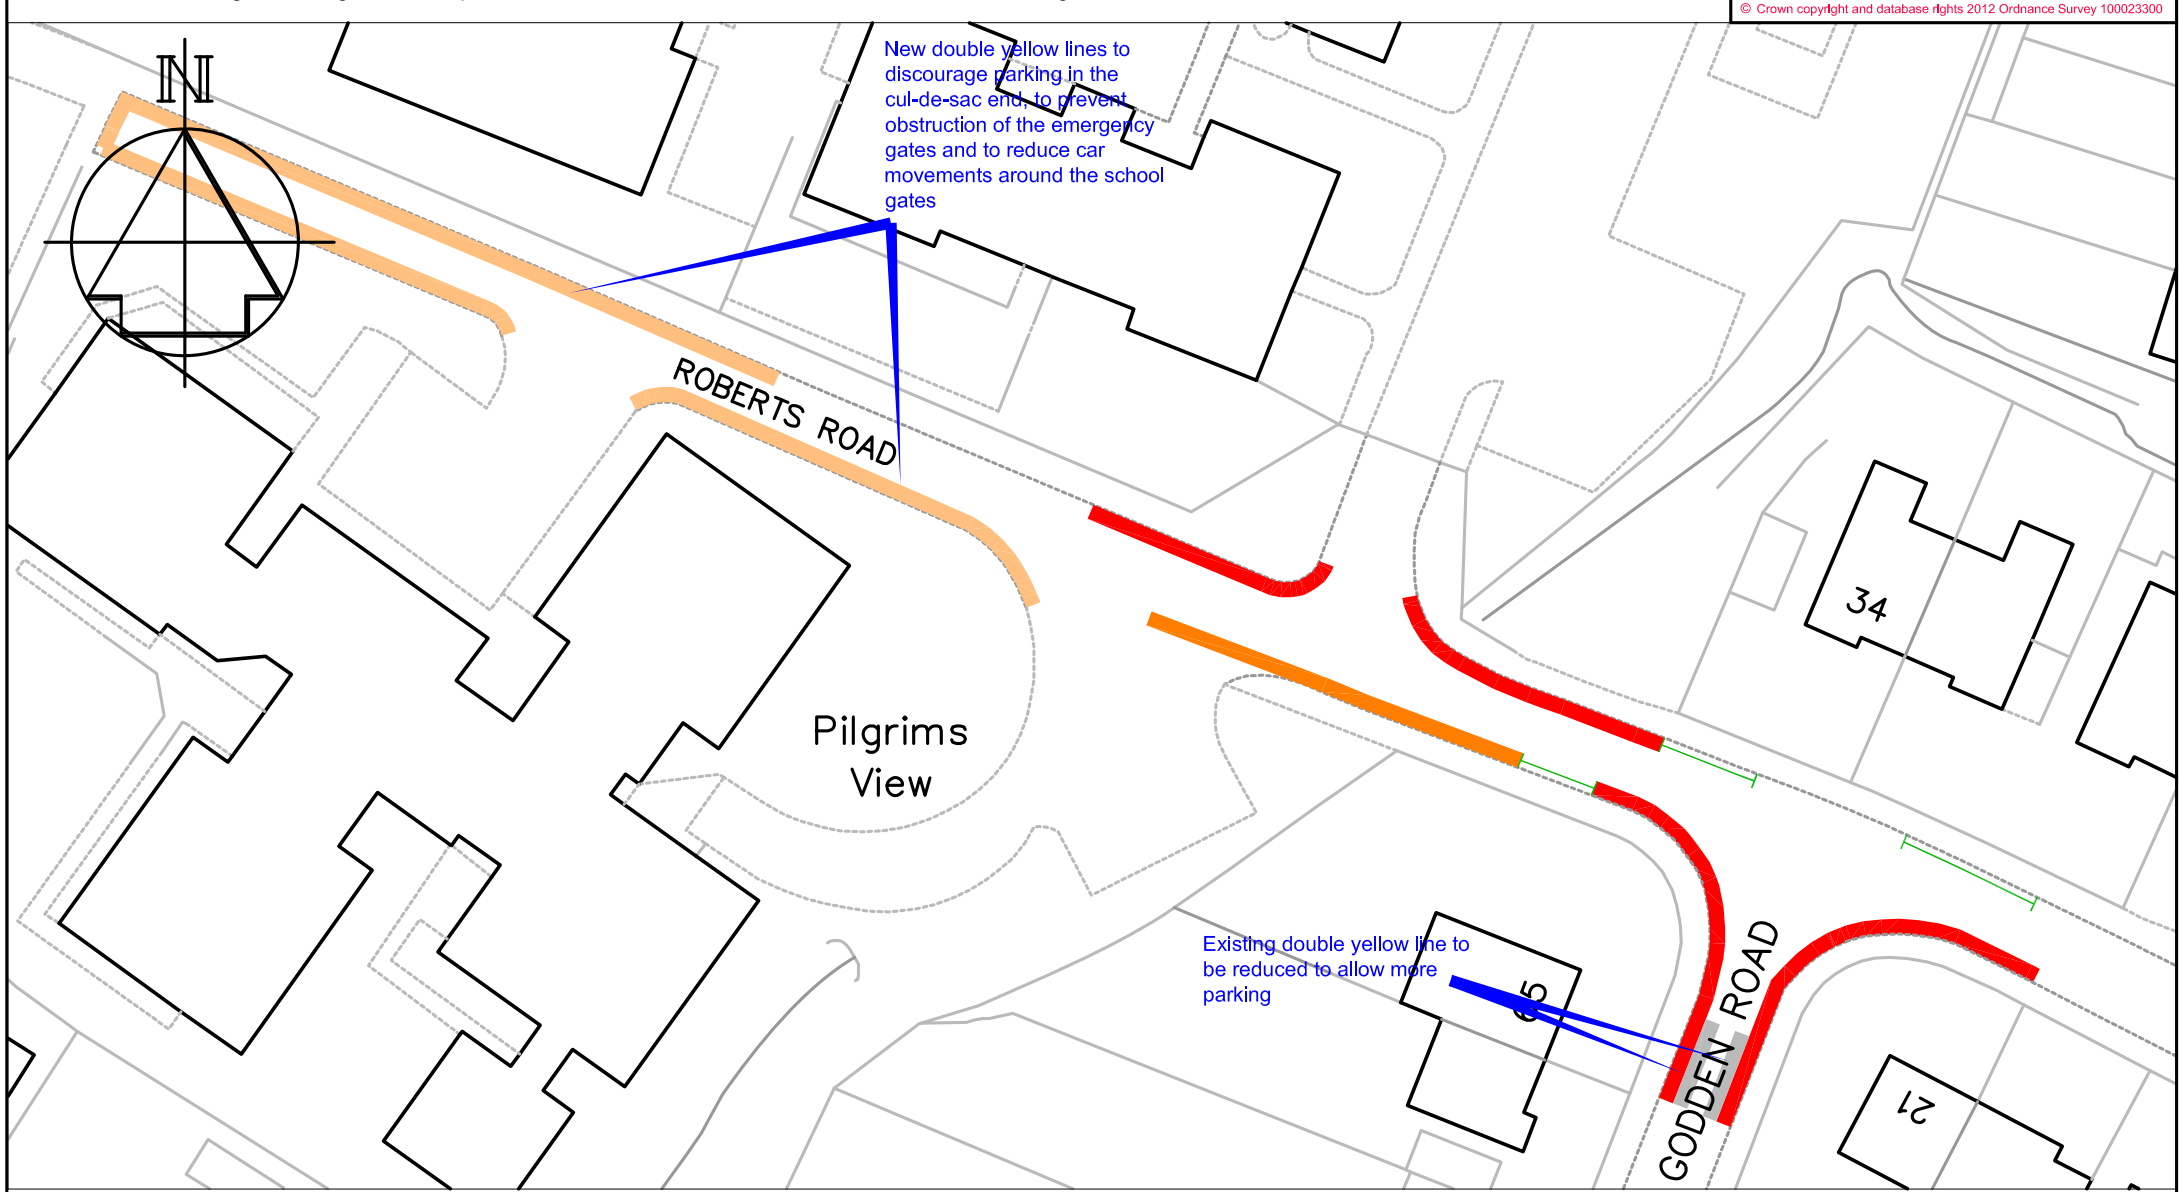 © Crown copyright and database rights 2012 Ordnance Survey 100023300
N
New double yellow lines to
discourage parking in the
cul-de-sac end, to prevent
obstruction of the emergency
gates and to reduce car
movements around the school
gates
ROBERTS ROAD
34
Pilgrims
View
Existing double yellow line to
be reduced to allow more
parking
65
GODDEN ROAD
21